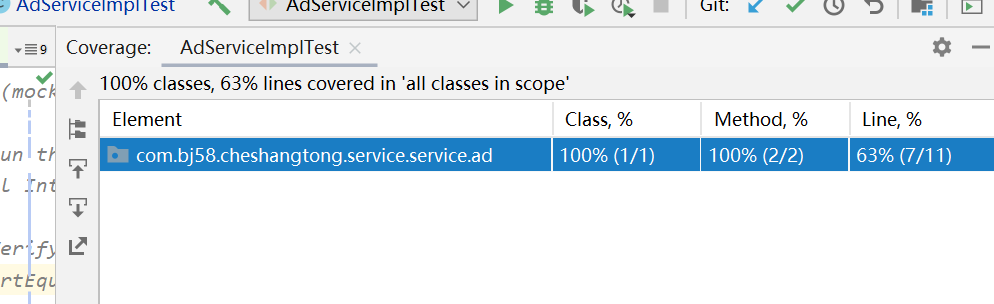 AdServiceImplTest AdServiceImplTest Git:
9 Coverage: AdServiceImplTest
(mock 100% classes, 63% lines covered in 'all classes in scope'
Element Class, % Method, % Line, %
un th com.bj58.cheshangtong.service.service.ad 100% (1/1) 100% (2/2) 63% (7/11)
l Int
erify
rtEqu